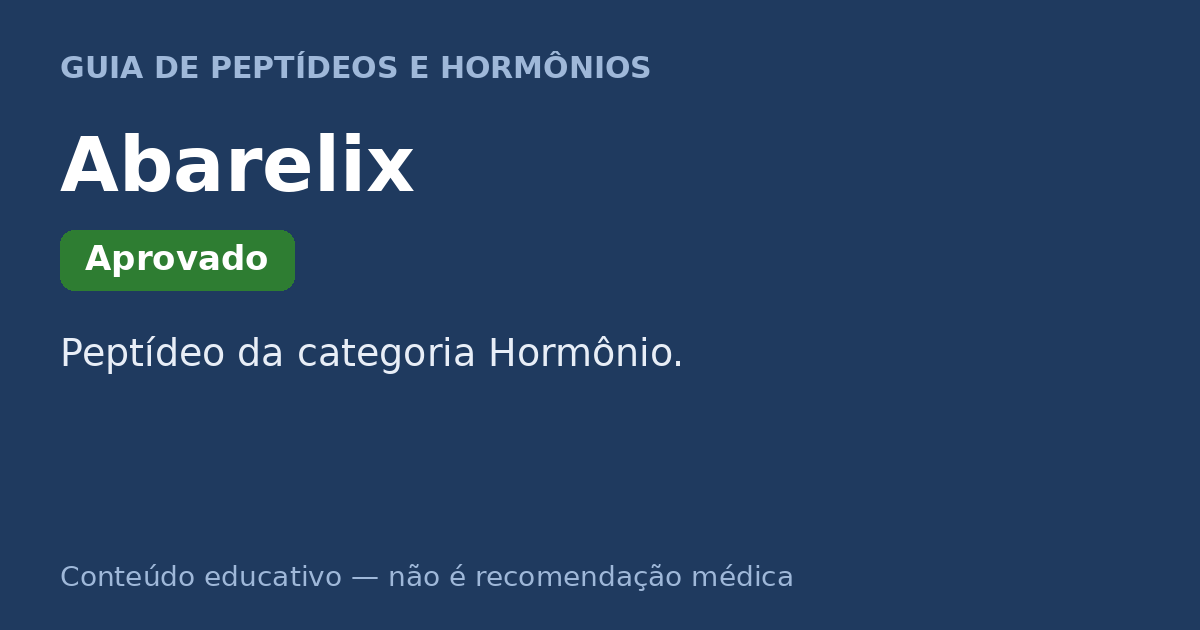 GUIA DE PEPTÍDEOS E HORMÔNIOS
Abarelix
Aprovado
Peptídeo da categoria Hormônio.
Conteúdo educativo — não é recomendação médica